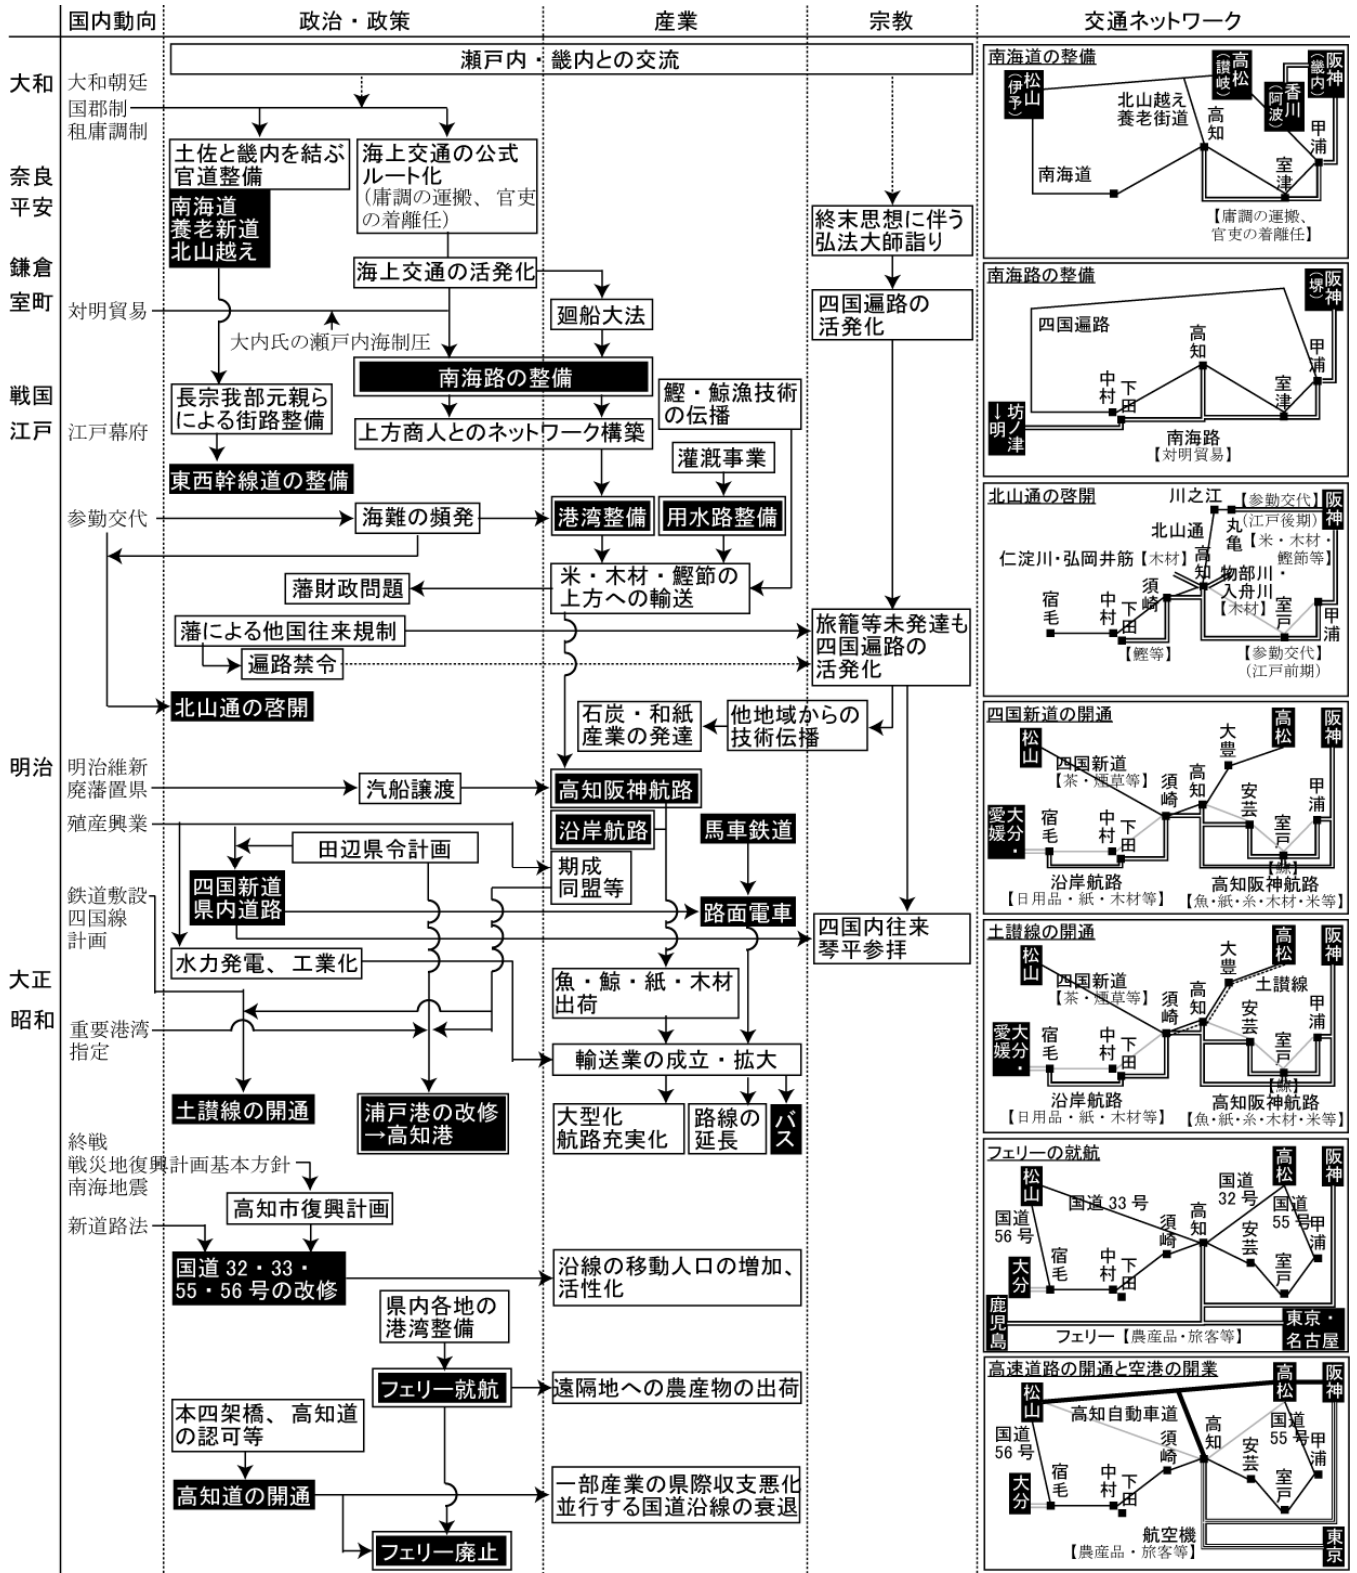 国内動向
政治・政策
産業
宗教
交通ネットワーク
大和
奈良
平安
鎌倉
室町
戦国
江戸
明治
大正
昭和
大和朝廷
国郡制
租庸調制
対明貿易
江戸幕府
参勤交代
明治維新
廃藩置県
殖産興業
鉄道敷設
四国線
計画
重要港湾
指定
終戦
戦災地復興計画基本方針
南海地震
新道路法
瀬戸内・畿内との交流
土佐と畿内を結ぶ
官道整備
南海道
養老新道
北山越え
海上交通の公式
ルート化
(庸調の運搬、官吏
の着離任)
海上交通の活発化
大内氏の瀬戸内海制圧
廻船大法
終末思想に伴う
弘法大師詣り
四国遍路の
活発化
南海路の整備
長宗我部元親ら
による街路整備
鰹・鯨漁技術
の伝播
上方商人とのネットワーク構築
灌漑事業
東西幹線道の整備
海難の頻発
港湾整備
用水路整備
藩財政問題
米・木材・鰹節の
上方への輸送
藩による他国往来規制
遍路禁令
旅籠等未発達も
四国遍路の
活発化
北山通の啓開
石炭・和紙
産業の発達
他地域からの
技術伝播
汽船譲渡
高知阪神航路
沿岸航路
馬車鉄道
田辺県令計画
期成
同盟等
四国新道
県内道路
路面電車
四国内往来
琴平参拝
水力発電、工業化
魚・鯨・紙・木材
出荷
輸送業の成立・拡大
土讃線の開通
浦戸港の改修
→高知港
大型化
航路充実化
路線の
延長
バス
高知市復興計画
国道 32・33・
55・56 号の改修
沿線の移動人口の増加、
活性化
県内各地の
港湾整備
フェリー就航
遠隔地への農産物の出荷
本四架橋、高知道
の認可等
高知道の開通
一部産業の県際収支悪化
並行する国道沿線の衰退
フェリー廃止
南海道の整備
松山
(伊予)
高松
(讃岐)
香川
(阿波)
阪神
(畿内)
北山越え
養老街道
高知
甲浦
室津
南海道
【庸調の運搬、
官吏の着離任】
南海路の整備
阪神
(堺)
四国遍路
高知
甲浦
中村
下田
室津
坊ノ津
→明
南海路
【対明貿易】
北山通の啓開
川之江
【参勤交代】
(江戸後期)
阪神
丸亀
北山通
【米・木材・
鰹節等】
仁淀川・弘岡井筋【木材】
高知
物部川・
入舟川
【木材】
宿毛
中村
下田
須崎
室戸
甲浦
【鰹等】
【参勤交代】
(江戸前期)
四国新道の開通
松山
高松
阪神
大豊
四国新道
【茶・煙草等】
須崎
高知
安芸
甲浦
愛媛
大分・
宿毛
中村
下田
室戸
沿岸航路
【日用品・紙・木材等】
高知阪神航路
【魚・紙・糸・木材・米等】
土讃線の開通
松山
高松
阪神
大豊
四国新道
【茶・煙草等】
土讃線
須崎
高知
安芸
甲浦
愛媛
大分・
宿毛
中村
下田
室戸
沿岸航路
【日用品・紙・木材等】
高知阪神航路
【魚・紙・糸・木材・米等】
フェリーの就航
松山
高松
阪神
国道
32 号
国道 33 号
国道
56 号
国道
55 号
須崎
高知
安芸
甲浦
大分
宿毛
中村
下田
室戸
鹿児島
フェリー【農産品・旅客等】
東京・
名古屋
高速道路の開通と空港の開業
松山
高松
阪神
高知自動車道
国道
56 号
国道
55 号
須崎
高知
安芸
甲浦
大分
宿毛
中村
下田
室戸
航空機
【農産品・旅客等】
東京